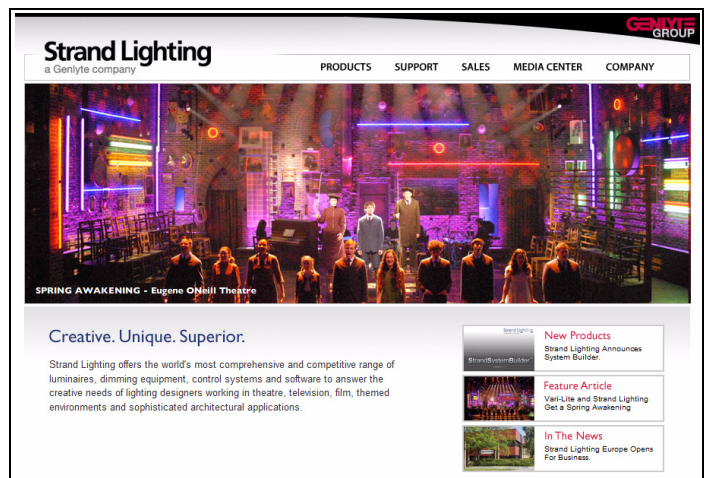 GENLYTE
GROUP
Strand Lighting
a Genlyte company
PRODUCTS SUPPORT SALES MEDIA CENTER COMPANY
SPRING AWAKENING - Eugene ONeill Theatre
Creative. Unique. Superior.
Strand Lighting offers the world's most comprehensive and competitive range of
luminaires, dimming equipment, control systems and software to answer the
creative needs of lighting designers working in theatre, television, film, themed
environments and sophisticated architectural applications.
Strand Lighting
StrandSystemBuilder
New Products
Strand Lighting Announces
System Builder.
Feature Article
Vari-Lite and Strand Lighting
Get a Spring Awakening
In The News
Strand Lighting Europe Opens
For Business.